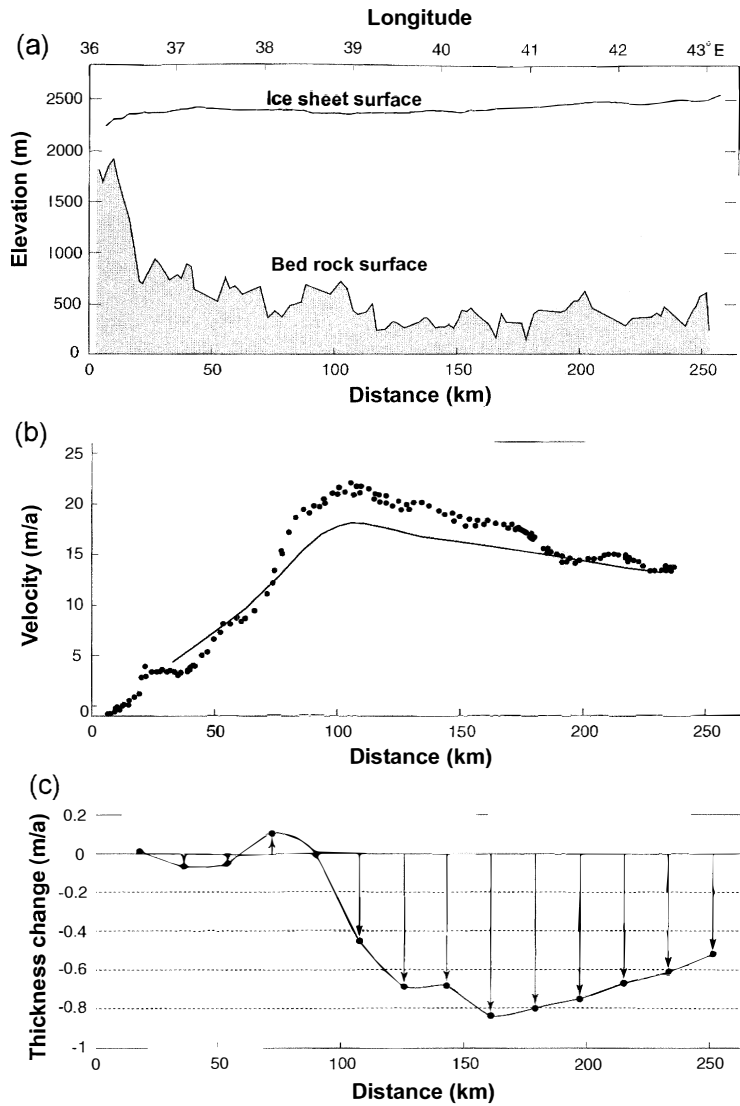 Longitude
(a)
36 37 38 39 40 41 42 43°E
Ice sheet surface
Bed rock surface
Elevation (m)
2500
2000
1500
1000
500
0
0 50 100 150 200 250
Distance (km)
(b)
Velocity (m/a)
25
20
15
10
5
0
0 50 100 150 200 250
Distance (km)
(c)
Thickness change (m/a)
0.2
0
-0.2
-0.4
-0.6
-0.8
-1
0 50 100 150 200 250
Distance (km)